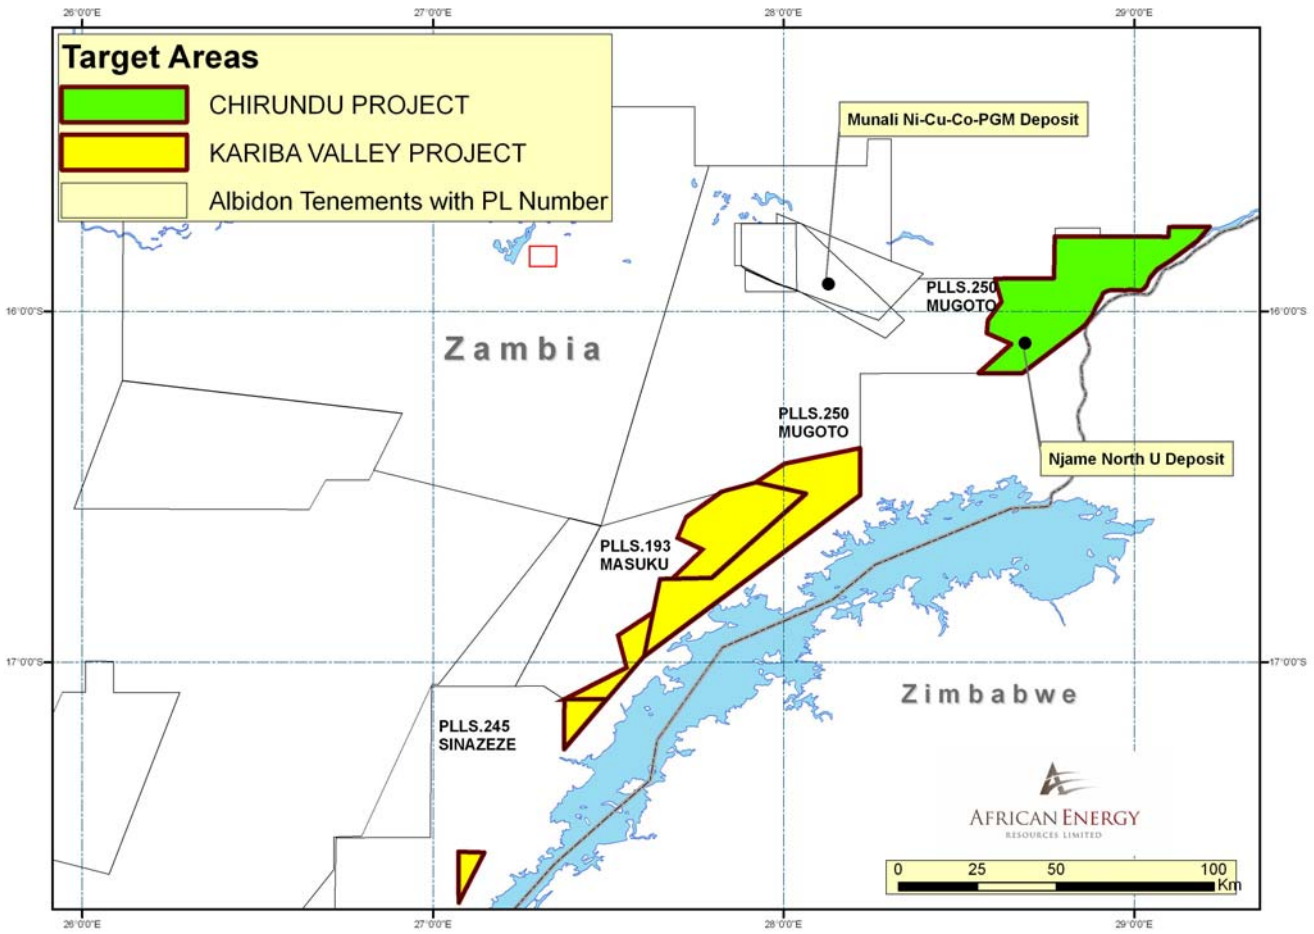 26°0'0"E
27°0'0"E
28°0'0"E
29°0'0"E
Target Areas
CHIRUNDU PROJECT
KARIBA VALLEY PROJECT
Albidon Tenements with PL Number
Munali Ni-Cu-Co-PGM Deposit
PLLS.250
MUGOTO
16°0'0"S
16°0'0"S
Zambia
PLLS.250
MUGOTO
Njame North U Deposit
PLLS.193
MASUKU
17°0'0"S
17°0'0"S
Zimbabwe
PLLS.245
SINAZEZE
AFRICAN ENERGY
RESOURCES LIMITED
0 25 50 100
Km
26°0'0"E
27°0'0"E
28°0'0"E
29°0'0"E